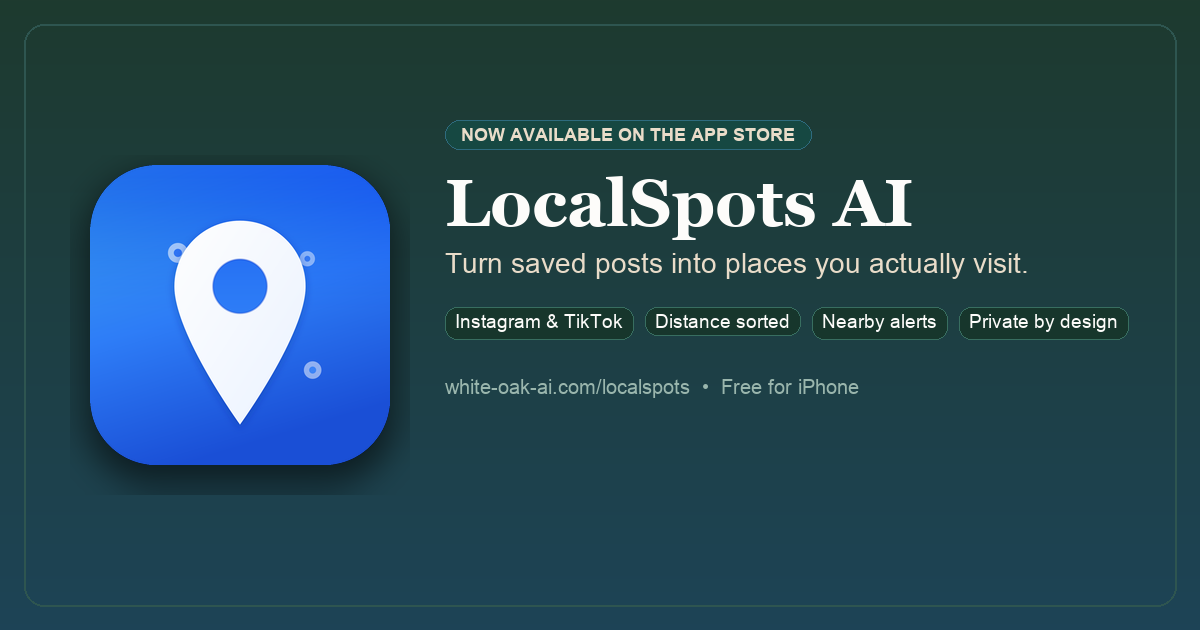 NOW AVAILABLE ON THE APP STORE
LocalSpots AI
Turn saved posts into places you actually visit.
Instagram & TikTok Distance sorted Nearby alerts Private by design
white-oak-ai.com/localspots • Free for iPhone